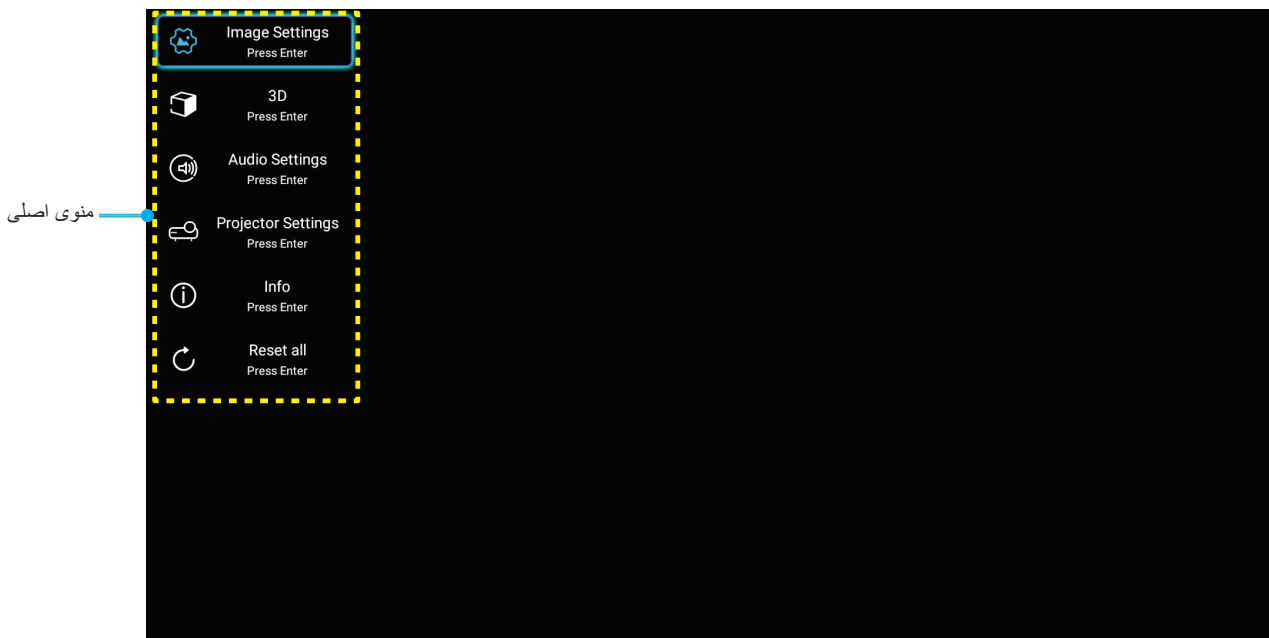 Image Settings
Press Enter
3D
Press Enter
Audio Settings
Press Enter
منوی اصلی
Projector Settings
Press Enter
Info
Press Enter
Reset all
Press Enter